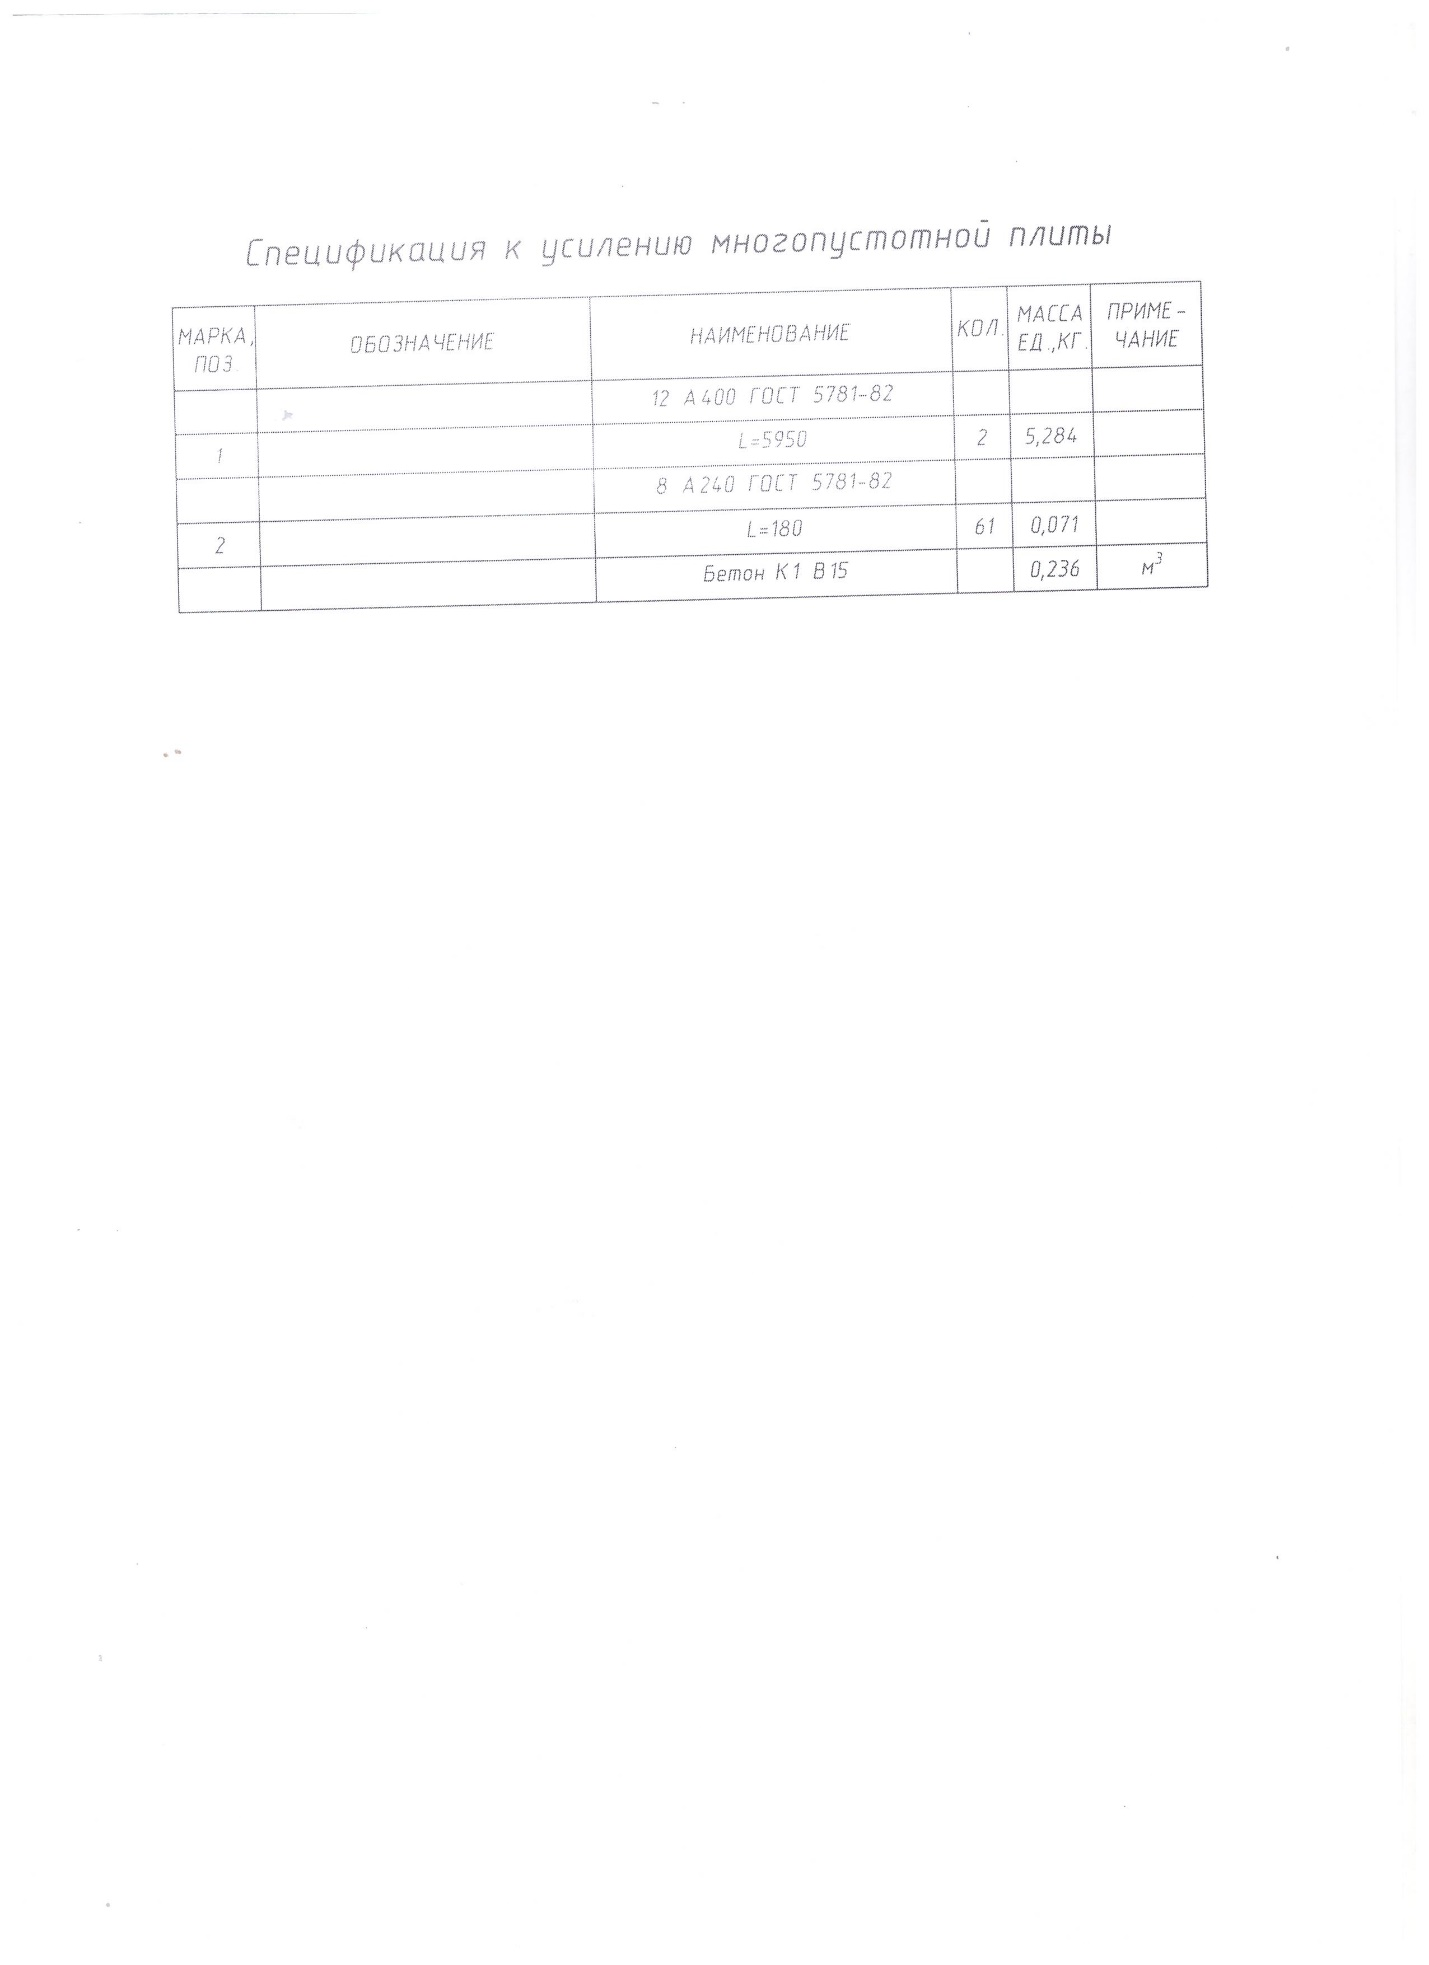 Спецификация к усилению многопустотной плиты
МАРКА, ПОЗ. ОБОЗНАЧЕНИЕ НАИМЕНОВАНИЕ КОЛ. МАССА ЕД.,КГ. ПРИМЕ-ЧАНИЕ
12 А400 ГОСТ 5781-82
1 L=5950 2 5,284
8 А240 ГОСТ 5781-82
2 L=180 61 0,071
Бетон К1 В15 0,236 м³